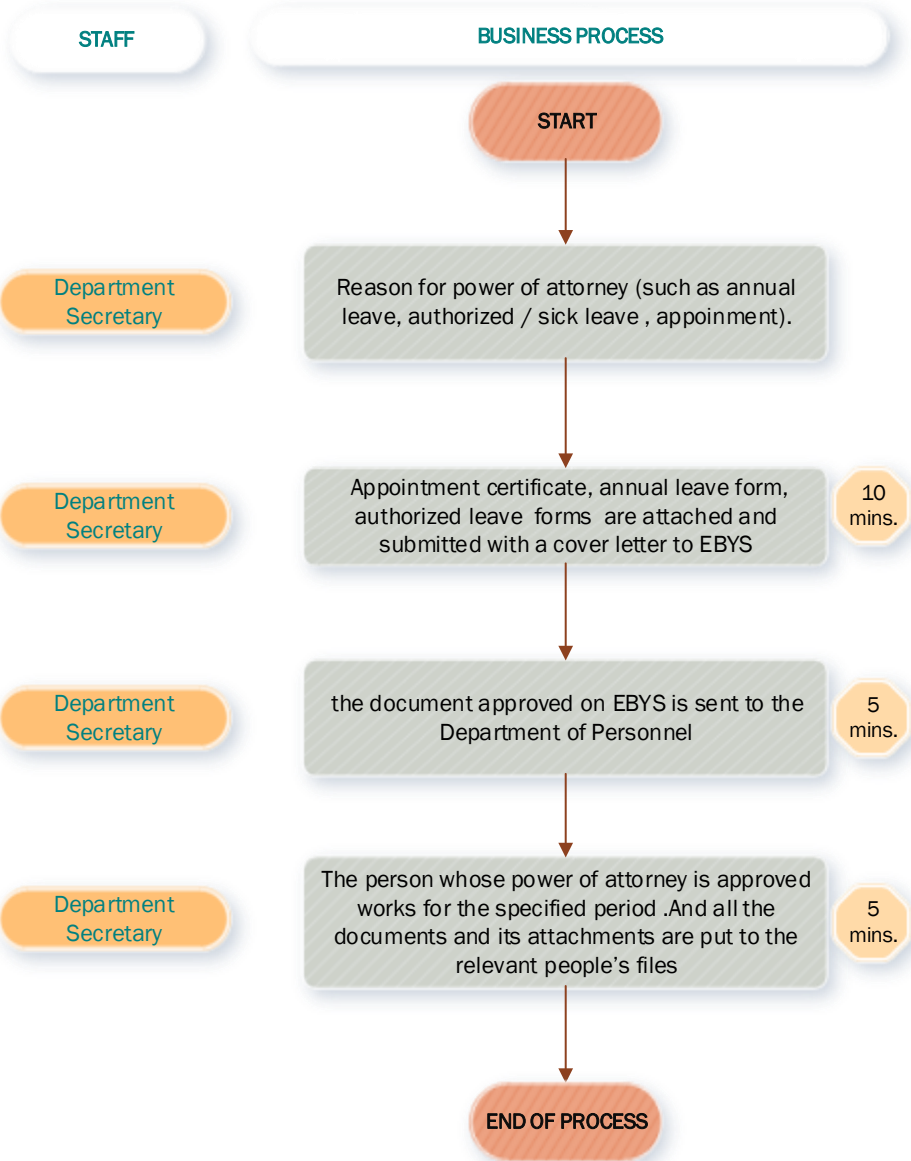 STAFF
BUSINESS PROCESS
START
Department
Secretary
Reason for power of attorney (such as annual
leave, authorized / sick leave , appoinment).
Department
Secretary
Appointment certificate, annual leave form,
authorized leave forms are attached and
submitted with a cover letter to EBYS
10
mins.
Department
Secretary
the document approved on EBYS is sent to the
Department of Personnel
5
mins.
Department
Secretary
The person whose power of attorney is approved
works for the specified period .And all the
documents and its attachments are put to the
relevant people's files
5
mins.
END OF PROCESS